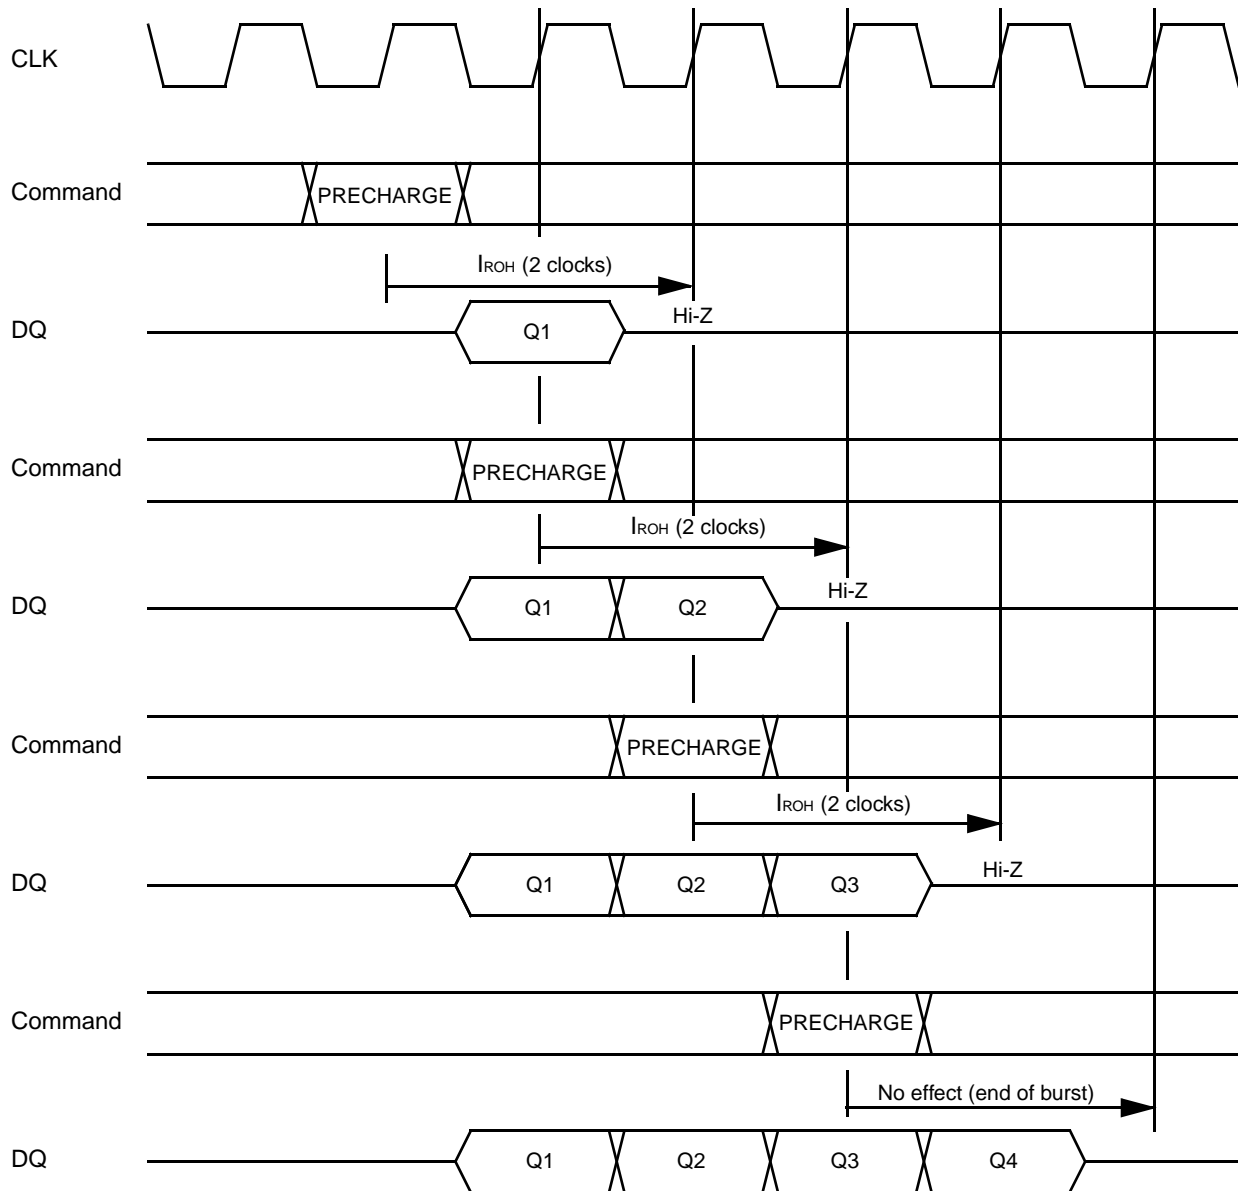 CLK
Command
PRECHARGE
IROH (2 clocks)
DQ
Q1
Hi-Z
Command
PRECHARGE
IROH (2 clocks)
DQ
Q1 Q2
Hi-Z
Command
PRECHARGE
IROH (2 clocks)
DQ
Q1 Q2 Q3
Hi-Z
Command
PRECHARGE
No effect (end of burst)
DQ
Q1 Q2 Q3 Q4